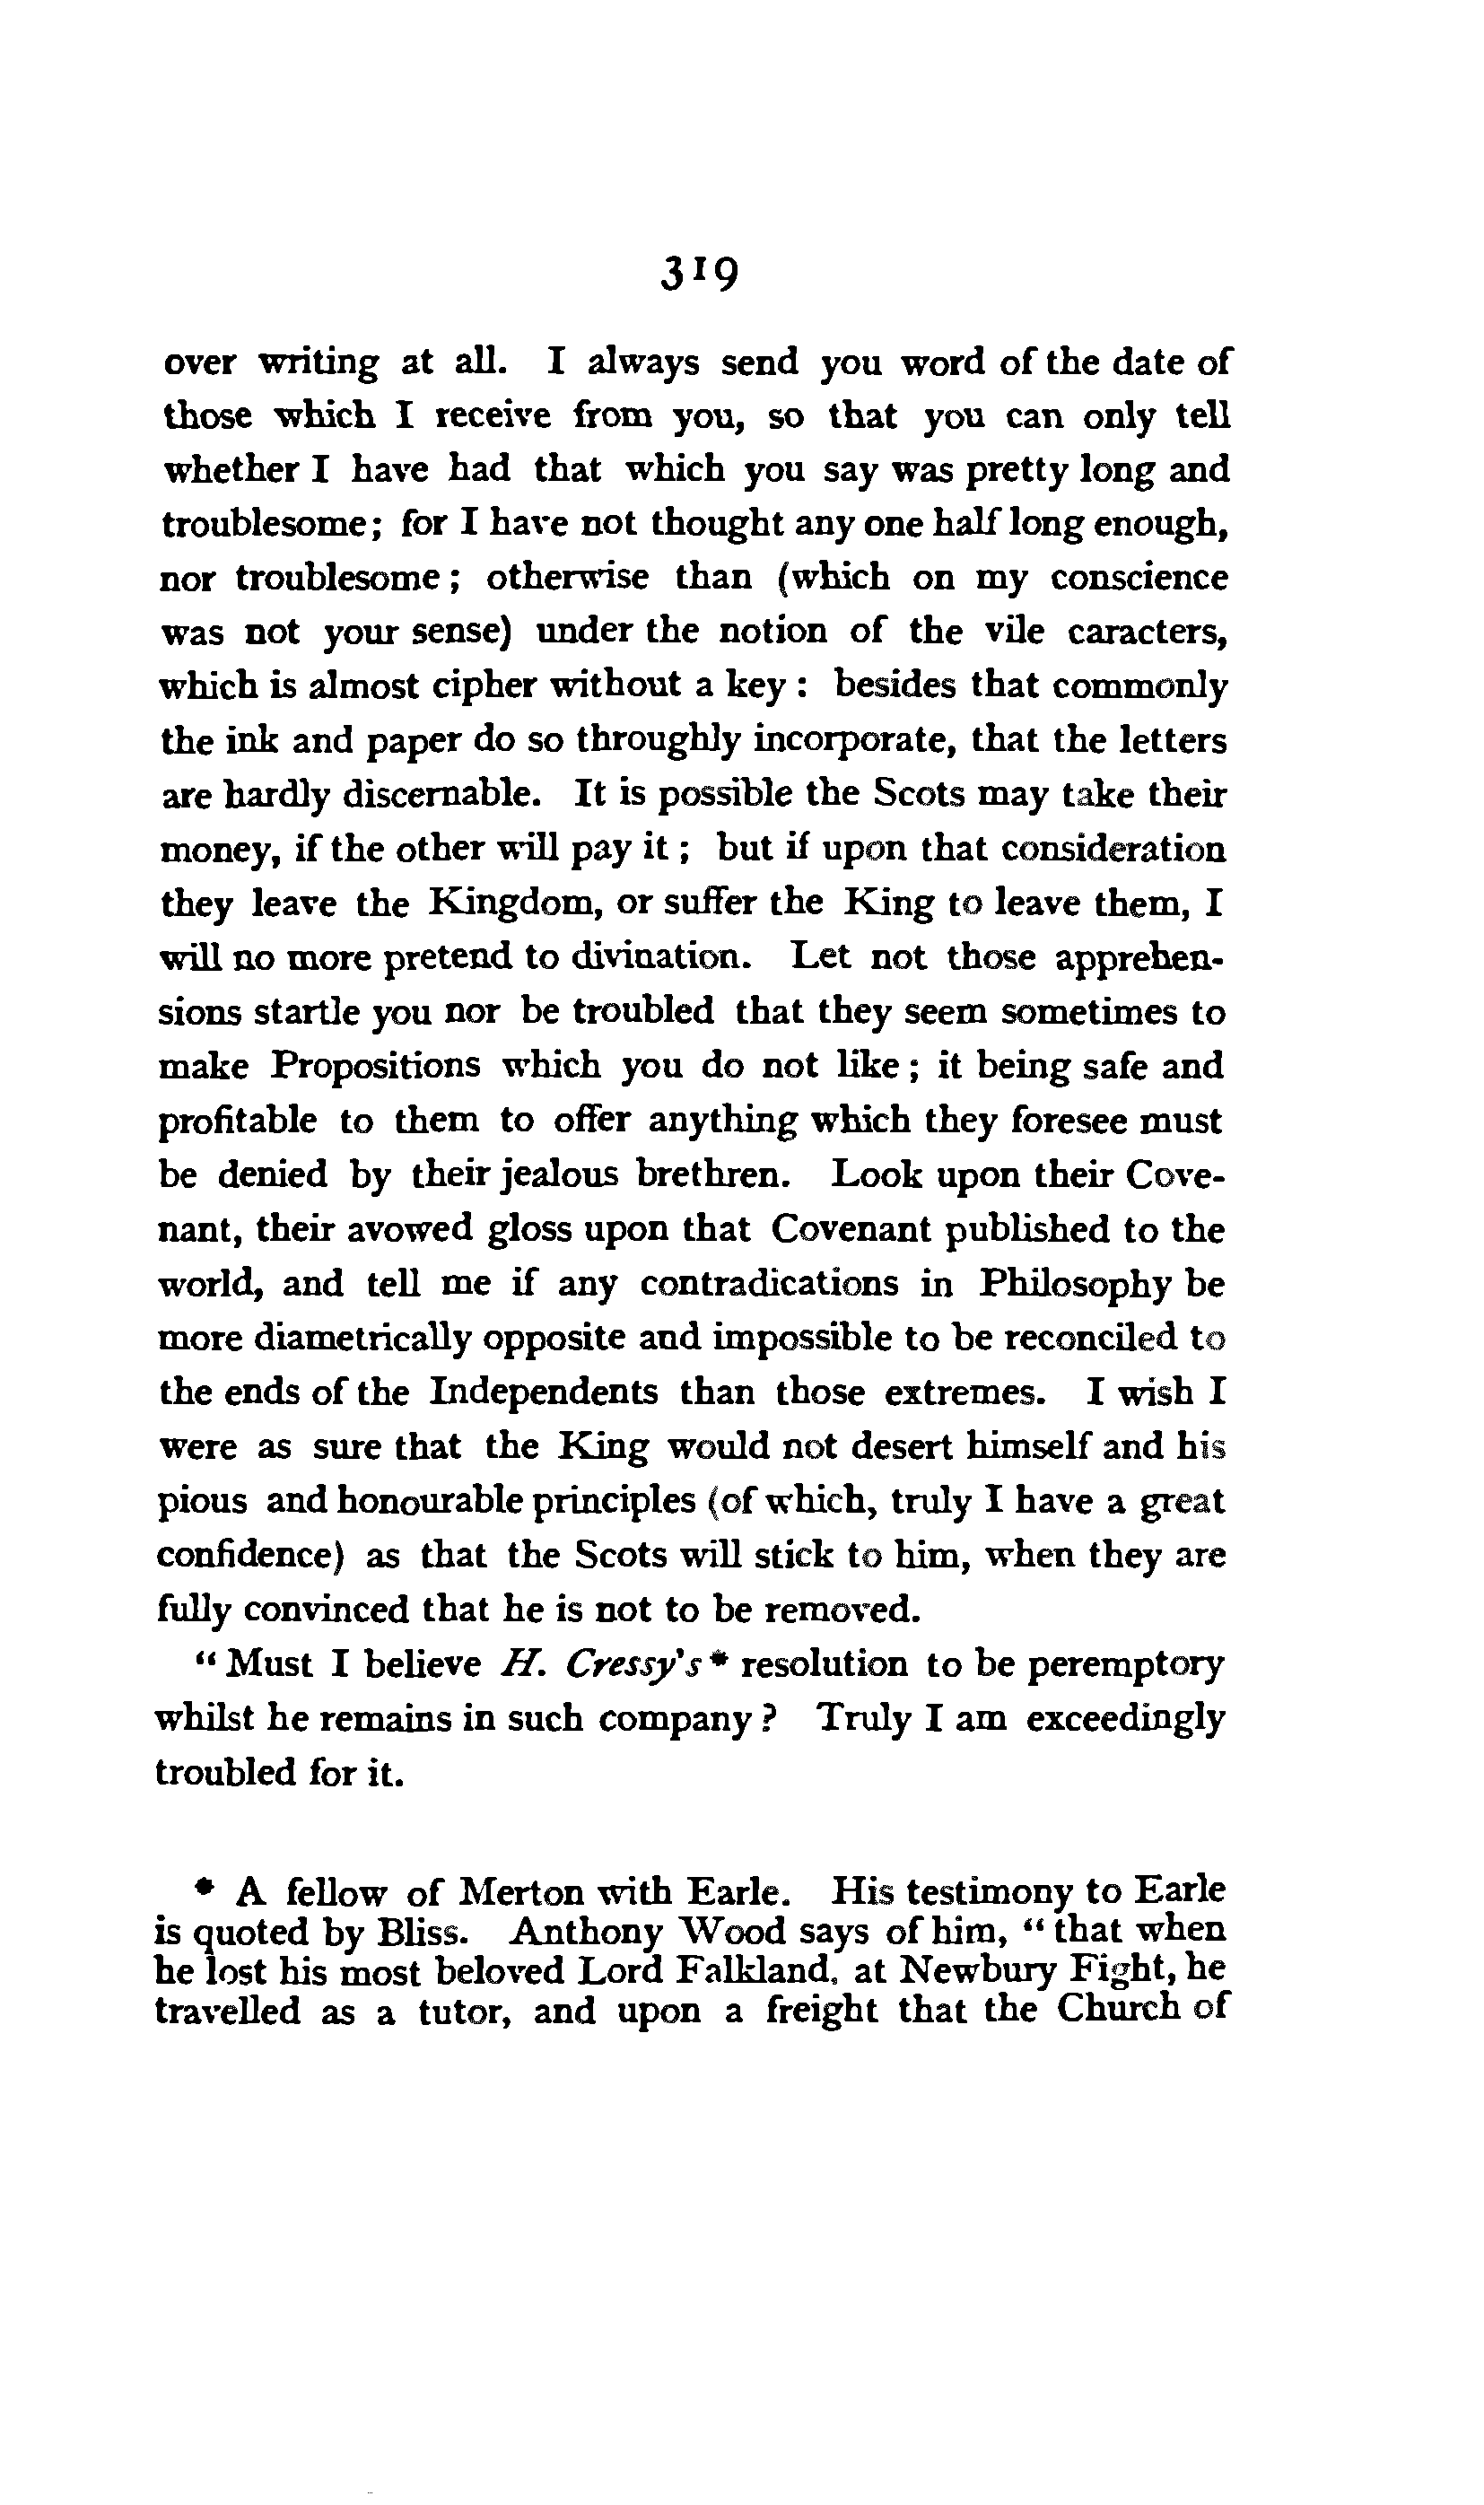 319
over writing at all. I always send you word of the date of
those which I receive from you, so that you can only tell
whether I have had that which you say was pretty long and
troublesome; for I have not thought any one half long enough,
nor troublesome; otherwise than (which on my conscience
was not your sense) under the notion of the vile caracters,
which is almost cipher without a key: besides that commonly
the ink and paper do so throughly incorporate, that the letters
are hardly discernable. It is possible the Scots may take their
money, if the other will pay it; but if upon that consideration
they leave the Kingdom, or suffer the King to leave them, I
will no more pretend to divination. Let not those apprehen-
sions startle you nor be troubled that they seem sometimes to
make Propositions which you do not like; it being safe and
profitable to them to offer anything which they foresee must
be denied by their jealous brethren. Look upon their Cove-
nant, their avowed gloss upon that Covenant published to the
world, and tell me if any contradications in Philosophy be
more diametrically opposite and impossible to be reconciled to
the ends of the Independents than those extremes. I wish I
were as sure that the King would not desert himself and his
pious and honourable principles (of which, truly I have a great
confidence) as that the Scots will stick to him, when they are
fully convinced that he is not to be removed.
"Must I believe H. Cressy's* resolution to be peremptory
whilst he remains in such company? Truly I am exceedingly
troubled for it.
* A fellow of Merton with Earle. His testimony to Earle
is quoted by Bliss. Anthony Wood says of him, "that when
he lost his most beloved Lord Falkland, at Newbury Fight, he
travelled as a tutor, and upon a freight that the Church of